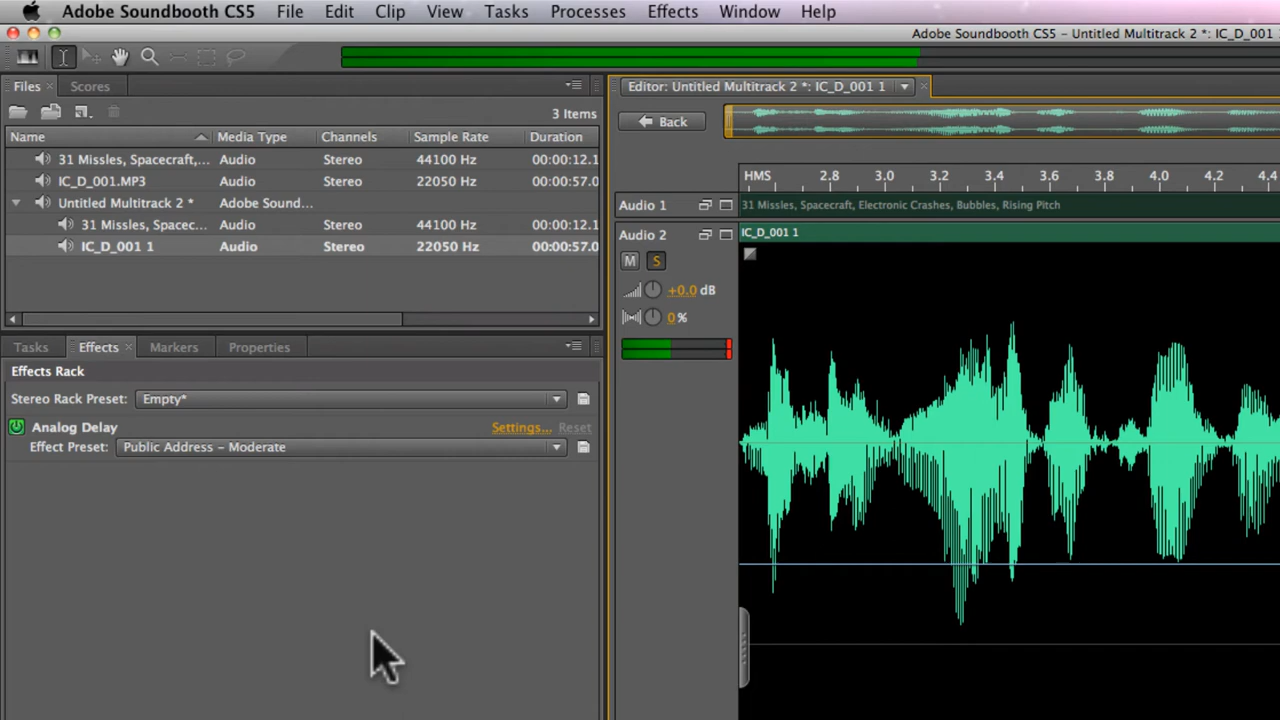 Adobe Soundbooth CS5 File Edit Clip View Tasks Processes Effects Window Help
Adobe Soundbooth CS5 – Untitled Multitrack 2 *: IC_D_001 1
Files × Scores
Editor: Untitled Multitrack 2 *: IC_D_001 1 ×
3 Items
Back
Name Media Type Channels Sample Rate Duration
31 Missles, Spacecraft,... Audio Stereo 44100 Hz 00:00:12.1
IC_D_001.MP3 Audio Stereo 22050 Hz 00:00:57.0
Untitled Multitrack 2 * Adobe Sound...
31 Missles, Spacec... Audio Stereo 44100 Hz 00:00:12.1
IC_D_001 1 Audio Stereo 22050 Hz 00:00:57.0
HMS 2.8 3.0 3.2 3.4 3.6 3.8 4.0 4.2 4.4
Audio 1 31 Missles, Spacecraft, Electronic Crashes, Bubbles, Rising Pitch
Audio 2 IC_D_001 1
M S
+0.0 dB
0 %
Tasks Effects × Markers Properties
Effects Rack
Stereo Rack Preset: Empty*
Analog Delay Settings... Reset
Effect Preset: Public Address – Moderate